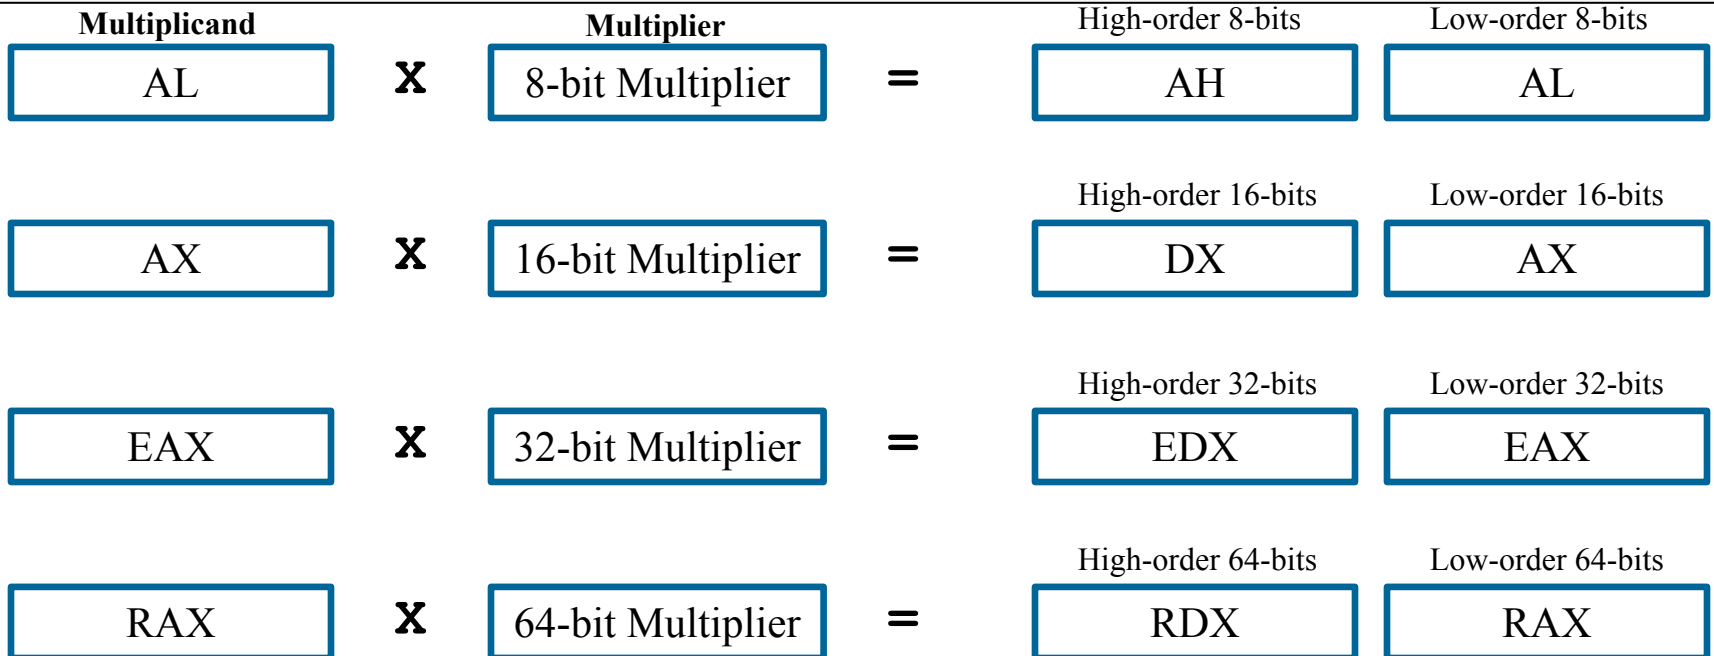 Multiplicand Multiplier High-order 8-bits Low-order 8-bits
AL X 8-bit Multiplier = AH AL
High-order 16-bits Low-order 16-bits
AX X 16-bit Multiplier = DX AX
High-order 32-bits Low-order 32-bits
EAX X 32-bit Multiplier = EDX EAX
High-order 64-bits Low-order 64-bits
RAX X 64-bit Multiplier = RDX RAX